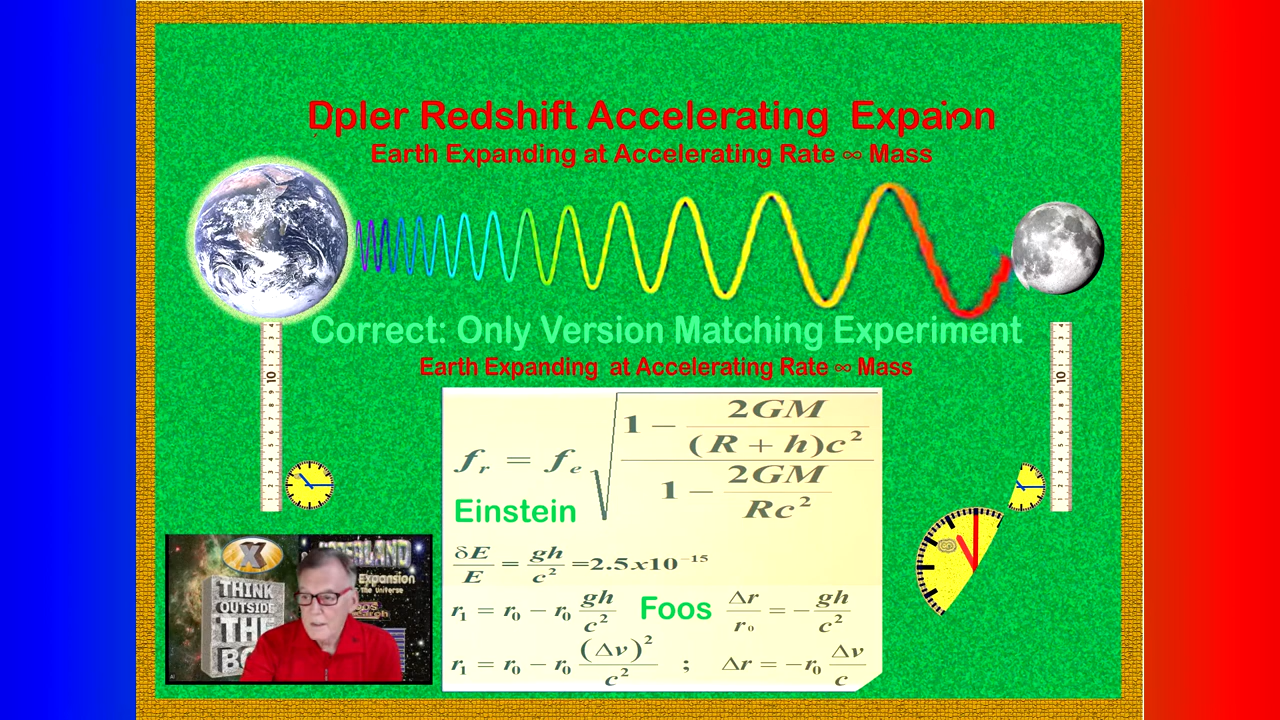 Dpler Redshift Accelerating Expaion
Earth Expanding at Accelerating Rate ∞ Mass
Correct: Only Version Matching Experiment
Earth Expanding at Accelerating Rate ∞ Mass
10
10
f_r = f_e √((1 − 2GM/((R + h)c²))/(1 − 2GM/(Rc²)))
Einstein
δE/E = gh/c² =2.5x10⁻¹⁵
r₁ = r₀ − r₀ gh/c² Foos Δr/r₀ = − gh/c²
r₁ = r₀ − r₀ (Δv)²/c² ; Δr = −r₀ Δv/c
X
THINK
OUTSIDE
THE
Expansion
The Universe